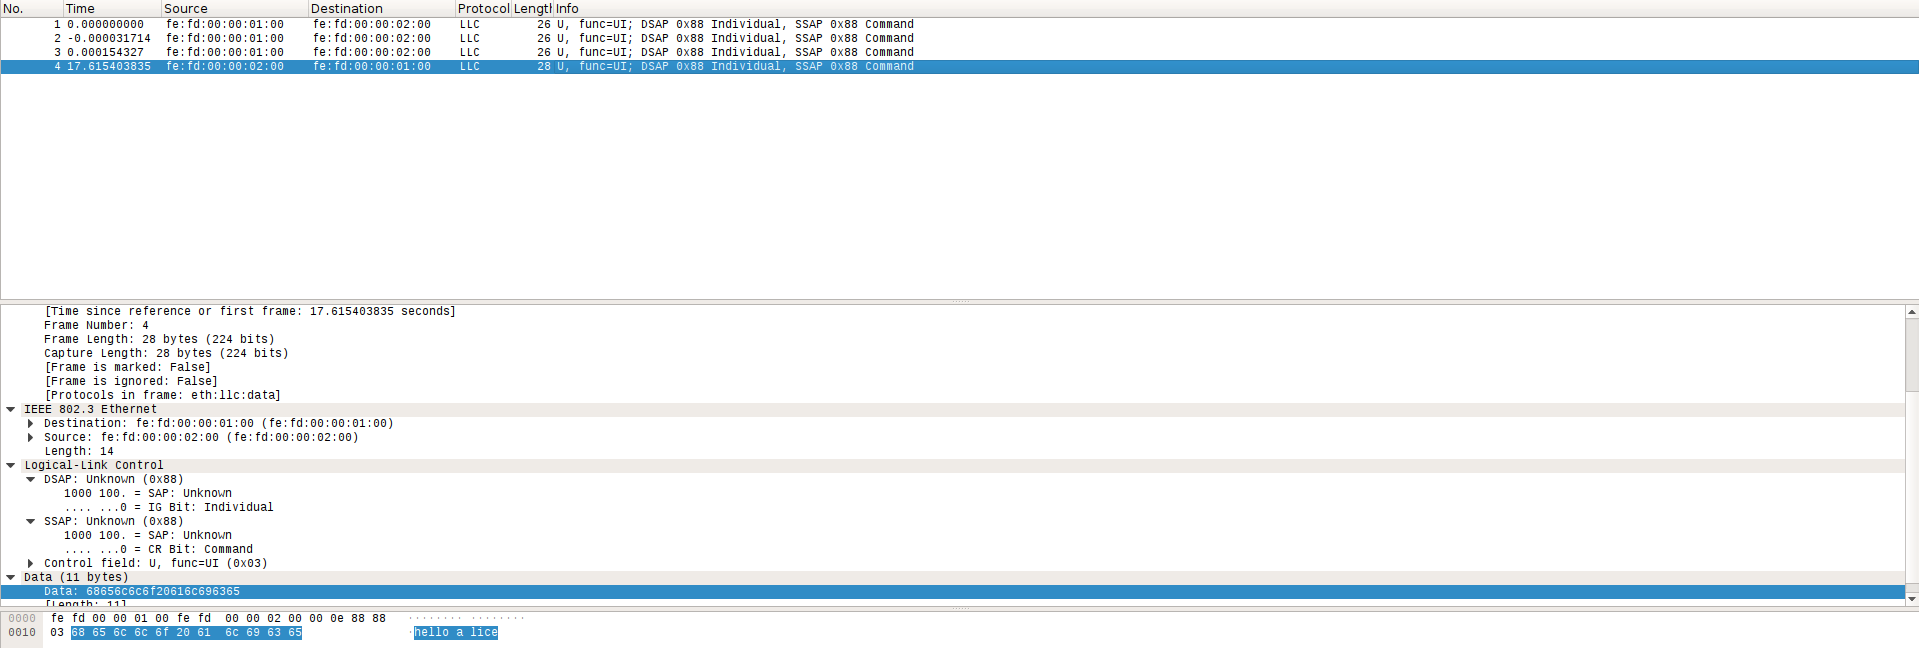 No. Time Source Destination Protocol Length Info
1 0.000000000 fe:fd:00:00:01:00 fe:fd:00:00:02:00 LLC 26 U, func=UI; DSAP 0x88 Individual, SSAP 0x88 Command
2 -0.000031714 fe:fd:00:00:01:00 fe:fd:00:00:02:00 LLC 26 U, func=UI; DSAP 0x88 Individual, SSAP 0x88 Command
3 0.000154327 fe:fd:00:00:01:00 fe:fd:00:00:02:00 LLC 26 U, func=UI; DSAP 0x88 Individual, SSAP 0x88 Command
4 17.615403835 fe:fd:00:00:02:00 fe:fd:00:00:01:00 LLC 28 U, func=UI; DSAP 0x88 Individual, SSAP 0x88 Command
[Time since reference or first frame: 17.615403835 seconds]
Frame Number: 4
Frame Length: 28 bytes (224 bits)
Capture Length: 28 bytes (224 bits)
[Frame is marked: False]
[Frame is ignored: False]
[Protocols in frame: eth:llc:data]
IEEE 802.3 Ethernet
Destination: fe:fd:00:00:01:00 (fe:fd:00:00:01:00)
Source: fe:fd:00:00:02:00 (fe:fd:00:00:02:00)
Length: 14
Logical-Link Control
DSAP: Unknown (0x88)
1000 100. = SAP: Unknown
.... ...0 = IG Bit: Individual
SSAP: Unknown (0x88)
1000 100. = SAP: Unknown
.... ...0 = CR Bit: Command
Control field: U, func=UI (0x03)
Data (11 bytes)
Data: 68656c6c6f20616c696365
[Length: 11]
0000 fe fd 00 00 01 00 fe fd 00 00 02 00 00 0e 88 88 ........ ........
0010 03 68 65 6c 6c 6f 20 61 6c 69 63 65 .hello a lice